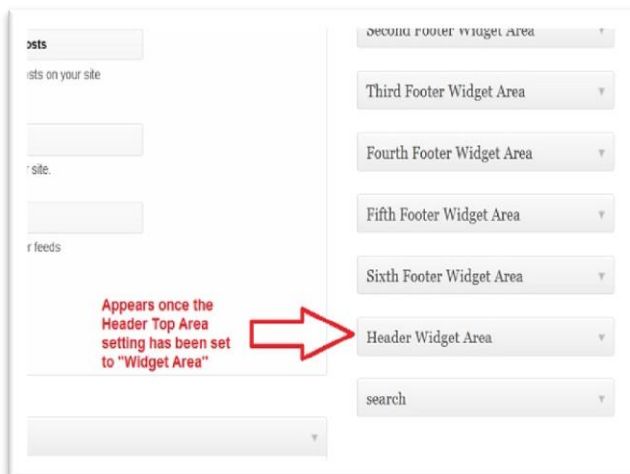 osts
osts on your site
r site.
r feeds
Second Footer Widget Area
Third Footer Widget Area
Fourth Footer Widget Area
Fifth Footer Widget Area
Sixth Footer Widget Area
Appears once the
Header Top Area
setting has been set
to "Widget Area"
Header Widget Area
search